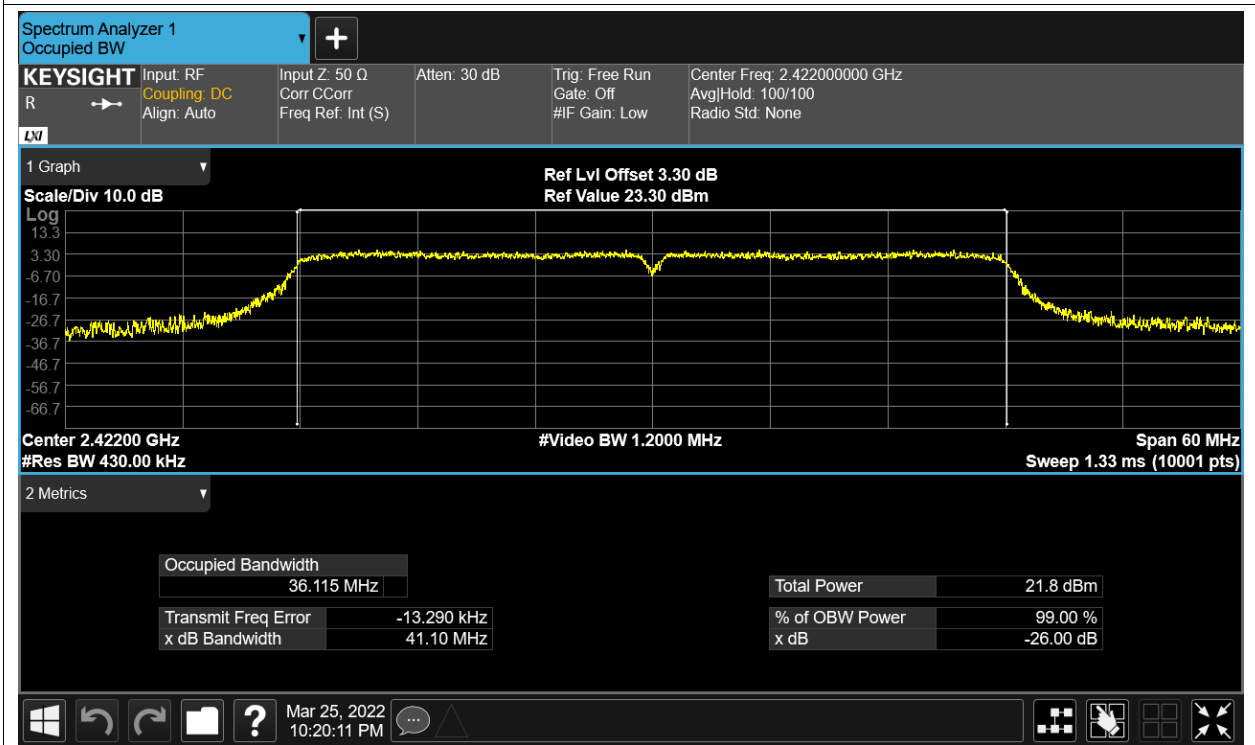 Spectrum Analyzer 1
Occupied BW
KEYSIGHT
R
LXI
Input: RF
Coupling: DC
Align: Auto
Input Z: 50 Ω
Corr CCorr
Freq Ref: Int (S)
Atten: 30 dB
Trig: Free Run
Gate: Off
#IF Gain: Low
Center Freq: 2.422000000 GHz
Avg|Hold: 100/100
Radio Std: None
1 Graph
Scale/Div 10.0 dB
Ref Lvl Offset 3.30 dB
Ref Value 23.30 dBm
Log
13.3
3.30
-6.70
-16.7
-26.7
-36.7
-46.7
-56.7
-66.7
Center 2.42200 GHz
#Video BW 1.2000 MHz
Span 60 MHz
#Res BW 430.00 kHz
Sweep 1.33 ms (10001 pts)
2 Metrics
Occupied Bandwidth
36.115 MHz
Transmit Freq Error -13.290 kHz
x dB Bandwidth 41.10 MHz
Total Power 21.8 dBm
% of OBW Power 99.00 %
x dB -26.00 dB
?
Mar 25, 2022
10:20:11 PM